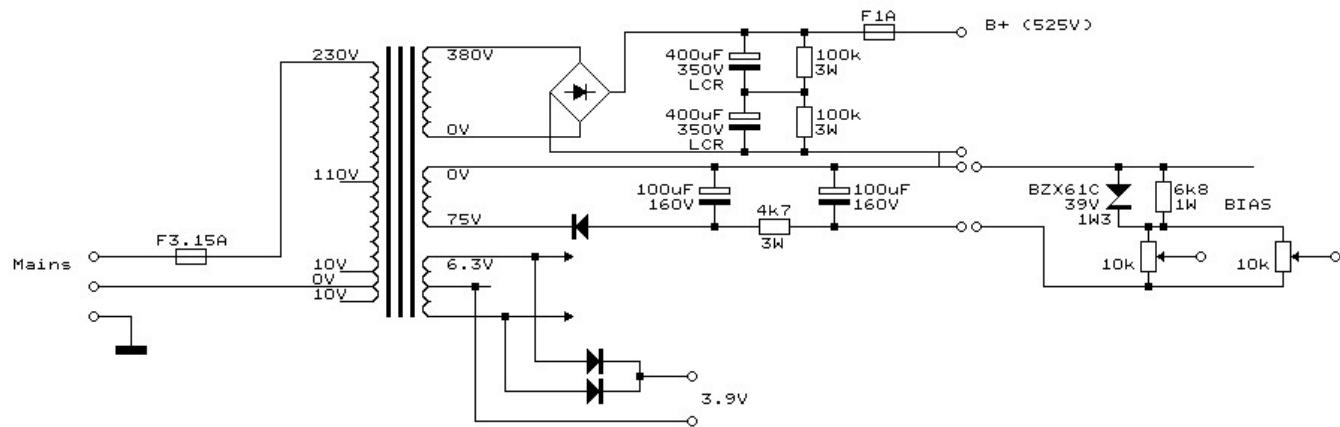 F1A
B+ (525V)
230V
380V
400uF
350V
LCR
100k
3W
400uF
350V
LCR
100k
3W
0V
110V
0V
100uF
160V
100uF
160V
BZX61C
39V
1W3
6k8
1W
BIAS
75V
4k7
3W
F3.15A
Mains
10V
0V
10V
6.3V
10k
10k
3.9V